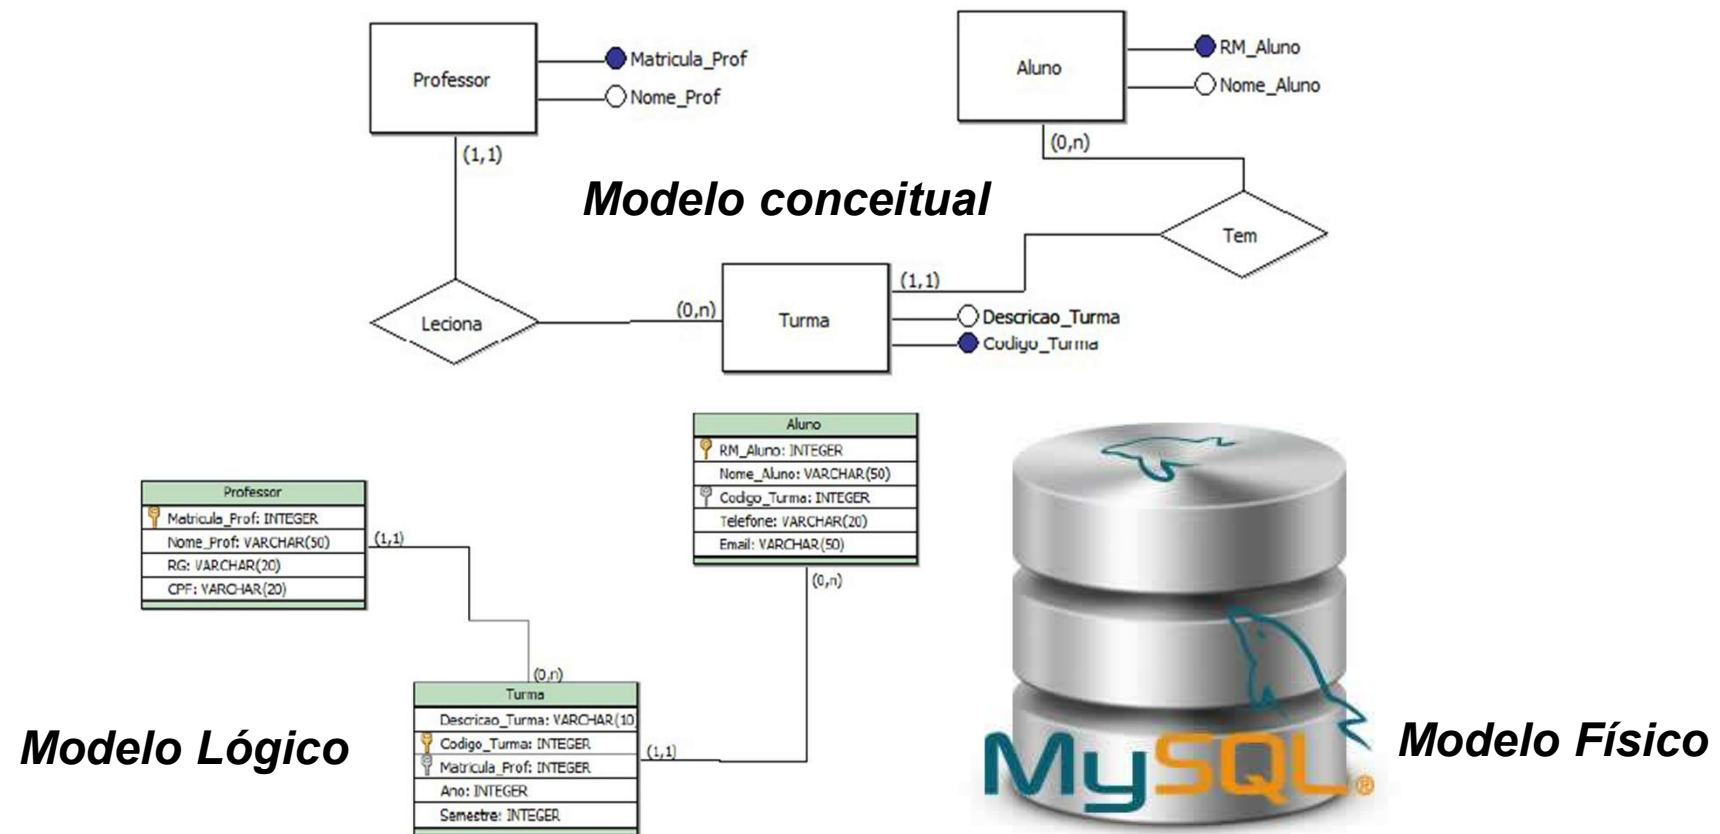 Professor
Matricula_Prof
Nome_Prof
(1,1)
Aluno
RM_Aluno
Nome_Aluno
(0,n)
Modelo conceitual
Tem
Leciona
(0,n)
Turma
(1,1)
Descricao_Turma
Codigo_Turma
Professor
Matricula_Prof: INTEGER
Nome_Prof: VARCHAR(50)
RG: VARCHAR(20)
CPF: VARCHAR(20)
(1,1)
Aluno
RM_Aluno: INTEGER
Nome_Aluno: VARCHAR(50)
Codigo_Turma: INTEGER
Telefone: VARCHAR(20)
Email: VARCHAR(50)
(0,n)
(0,n)
Turma
Descricao_Turma: VARCHAR(10
Codigo_Turma: INTEGER
Matricula_Prof: INTEGER
Ano: INTEGER
Semestre: INTEGER
(1,1)
Modelo Lógico
MySQL®
Modelo Físico